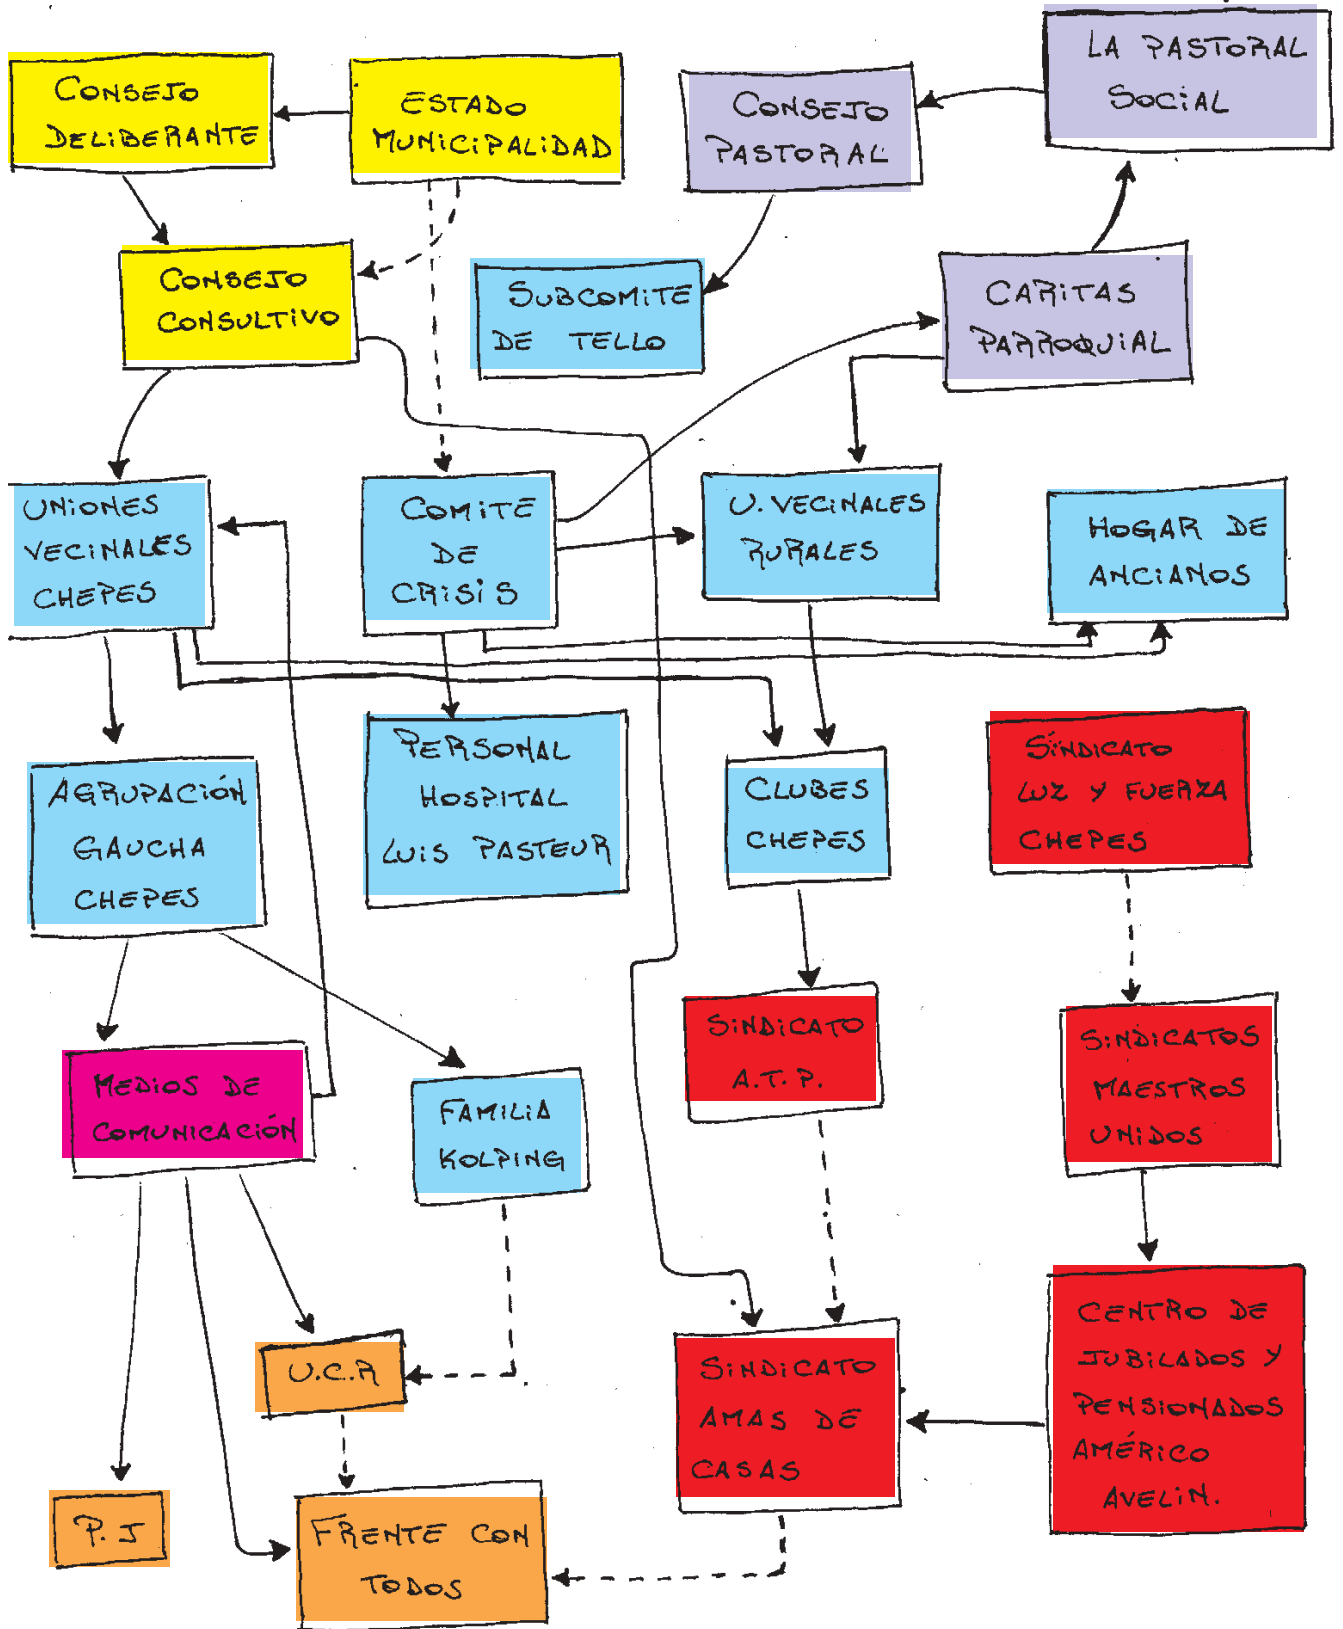 CONSEJO
DELIBERANTE
ESTADO
MUNICIPALIDAD
CONSEJO
PASTORAL
LA PASTORAL
SOCIAL
CONSEJO
CONSULTIVO
SUBCOMITE
DE TELLO
CARITAS
PARROQUIAL
UNIONES
VECINALES
CHEPES
COMITE
DE
CRISIS
U. VECINALES
RURALES
HOGAR DE
ANCIANOS
AGRUPACIÓN
GAUCHA
CHEPES
PERSONAL
HOSPITAL
LUIS PASTEUR
CLUBES
CHEPES
SINDICATO
LUZ Y FUERZA
CHEPES
MEDIOS DE
COMUNICACIÓN
FAMILIA
KOLPING
SINDICATO
A.T.P.
SINDICATOS
MAESTROS
UNIDOS
U.C.R
SINDICATO
AMAS DE
CASAS
CENTRO DE
JUBILADOS Y
PENSIONADOS
AMÉRICO
AVELIN.
P.J
FRENTE CON
TODOS